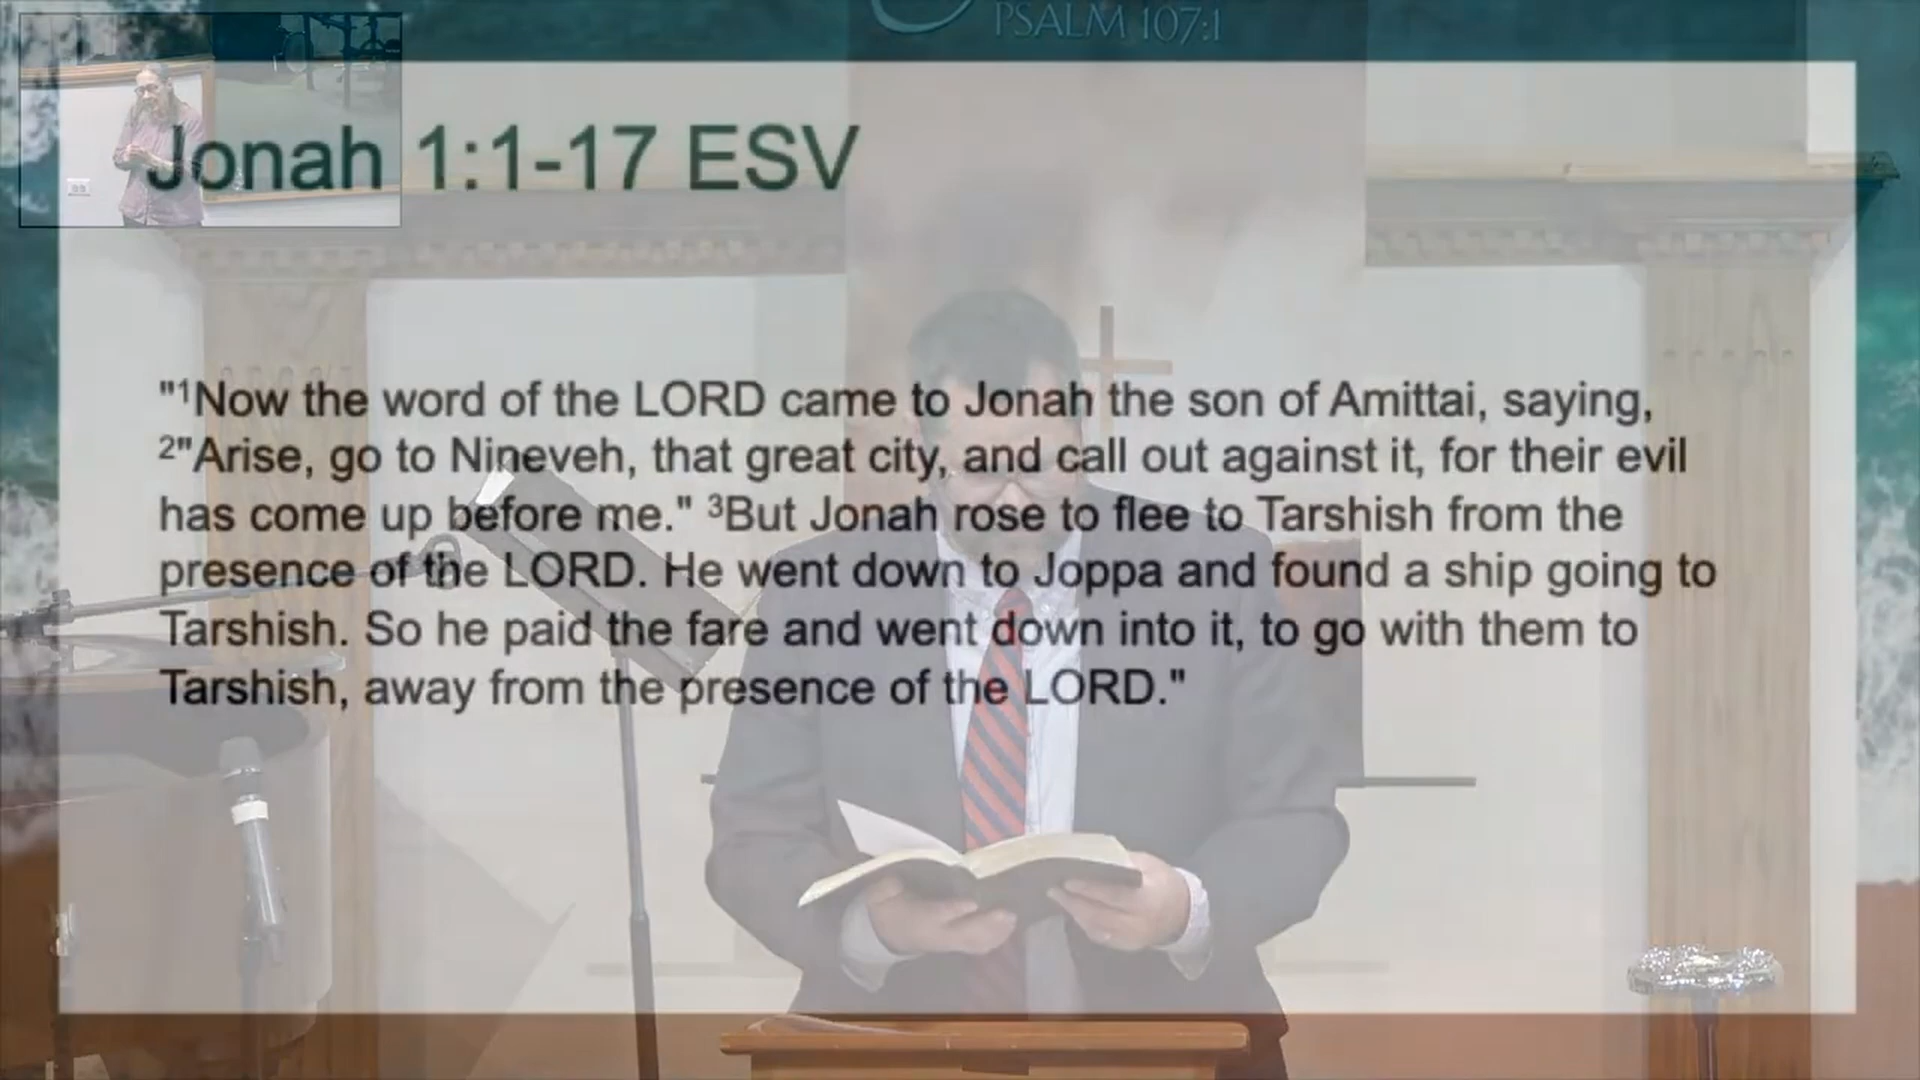 PSALM 107:1
Jonah 1:1-17 ESV
"¹Now the word of the LORD came to Jonah the son of Amittai, saying,
²"Arise, go to Nineveh, that great city, and call out against it, for their evil
has come up before me." ³But Jonah rose to flee to Tarshish from the
presence of the LORD. He went down to Joppa and found a ship going to
Tarshish. So he paid the fare and went down into it, to go with them to
Tarshish, away from the presence of the LORD."